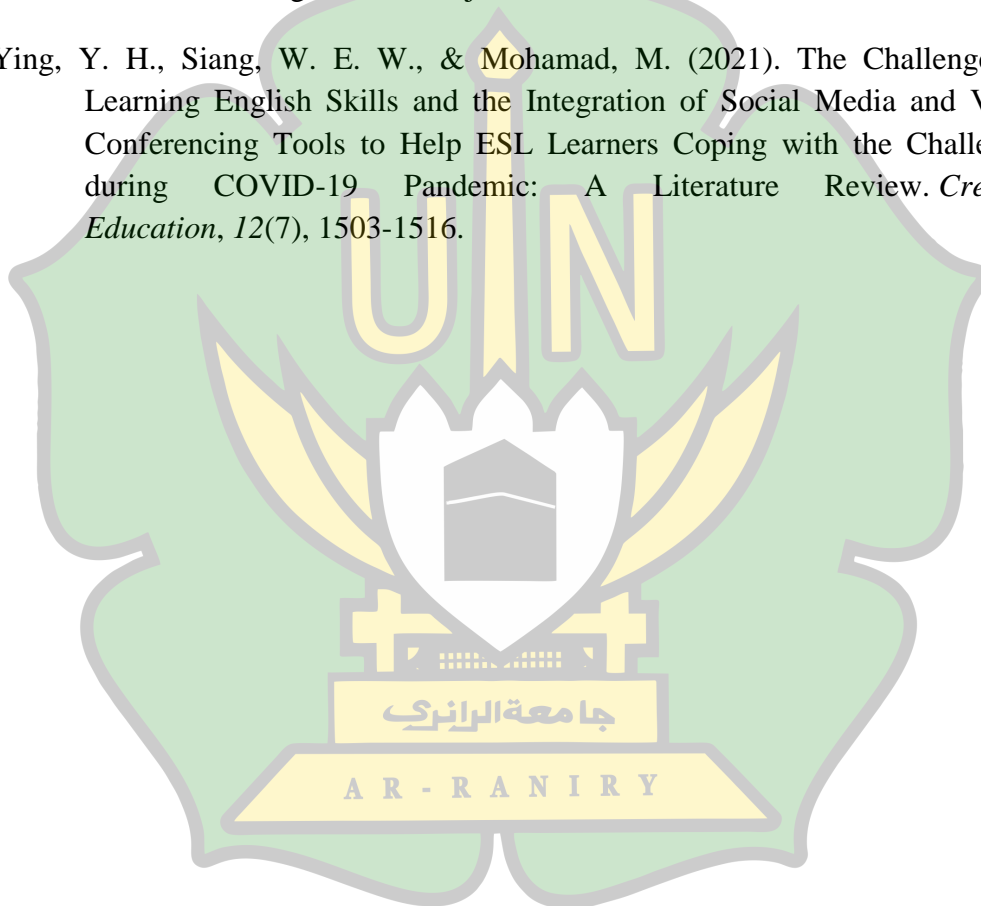 Ying, Y. H., Siang, W. E. W., & Mohamad, M. (2021). The Challenge
Learning English Skills and the Integration of Social Media and V
Conferencing Tools to Help ESL Learners Coping with the Challe
during COVID-19 Pandemic: A Literature Review. Cre
Education, 12(7), 1503-1516.
UIN
جامعةالرانري
AR-RANIRY